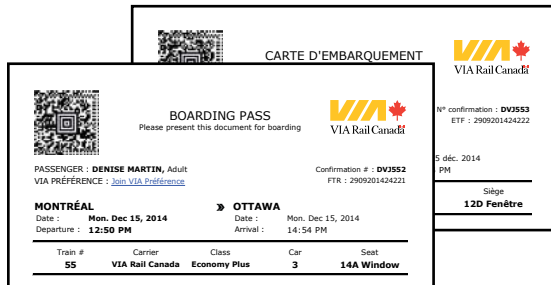 CARTE D'EMBARQUEMENT
VIA Rail Canada
N° confirmation : DVJ553
ETF : 2909201424222
5 déc. 2014
PM
Siège
12D Fenêtre
BOARDING PASS
Please present this document for boarding
VIA Rail Canada
PASSENGER : DENISE MARTIN, Adult
Confirmation # : DVJ552
VIA PRÉFÉRENCE : Join VIA Préférence
FTR : 2909201424221
MONTRÉAL » OTTAWA
Date : Mon. Dec 15, 2014 Date : Mon. Dec 15, 2014
Departure : 12:50 PM Arrival : 14:54 PM
Train # Carrier Class Car Seat
55 VIA Rail Canada Economy Plus 3 14A Window